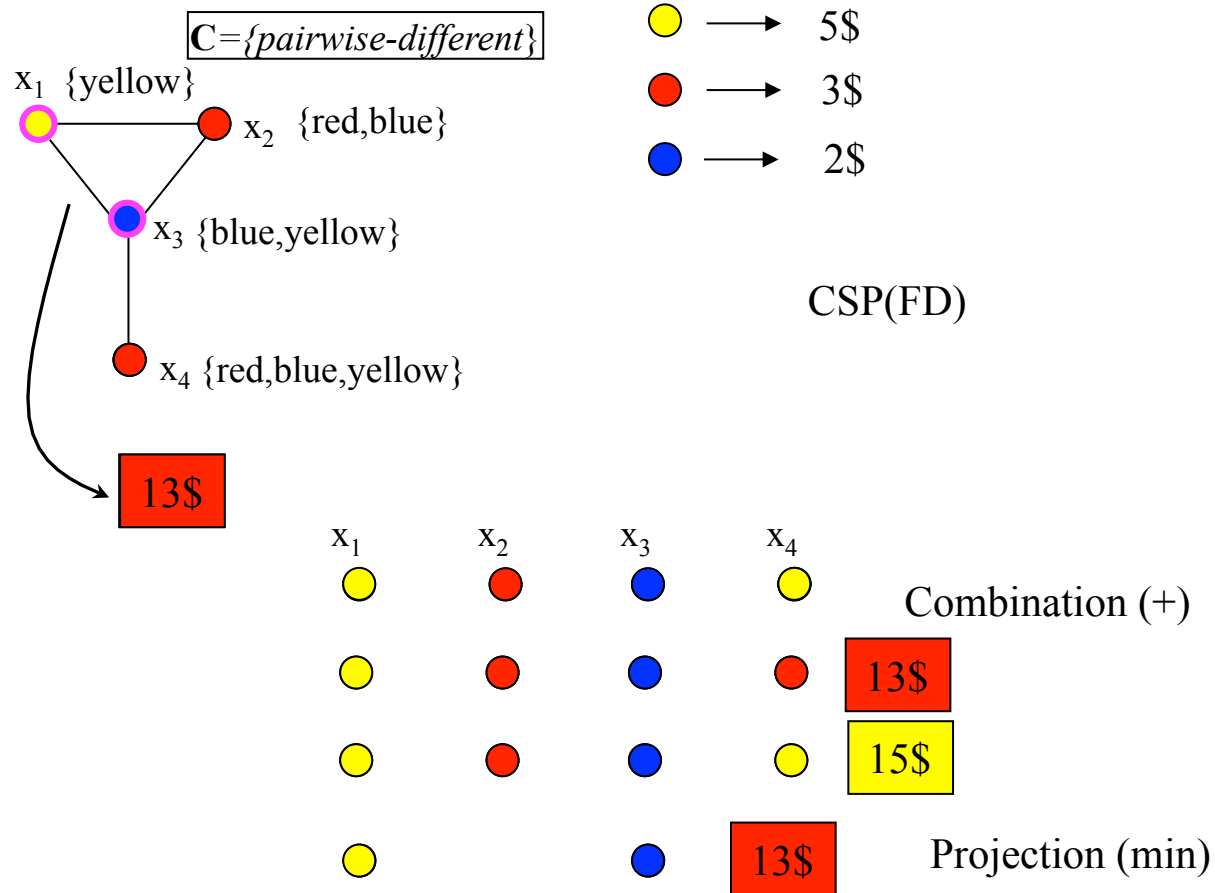 C={pairwise-different}
x₁ {yellow}
x₂ {red,blue}
x₃ {blue,yellow}
x₄ {red,blue,yellow}
13$
5$
3$
2$
CSP(FD)
x₁ x₂ x₃ x₄
Combination (+)
13$
15$
13$ Projection (min)